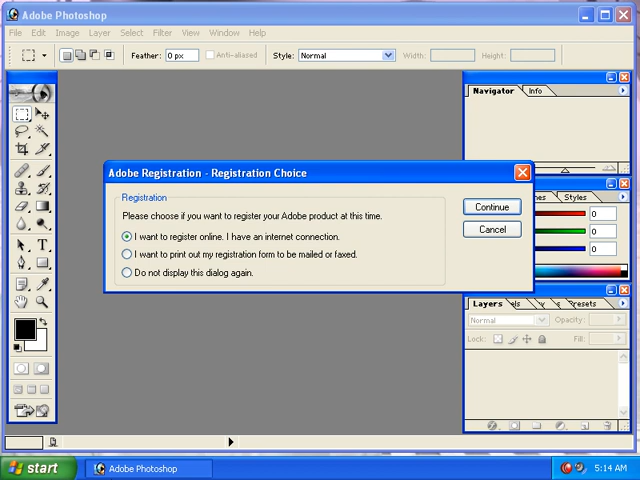 Adobe Photoshop
File Edit Image Layer Select Filter View Window Help
Feather: 0 px Anti-aliased Style: Normal Width: Height:
Navigator Info
Adobe Registration - Registration Choice
Registration
Please choose if you want to register your Adobe product at this time.
I want to register online. I have an internet connection.
I want to print out my registration form to be mailed or faxed.
Do not display this dialog again.
Continue
Cancel
Styles
0
0
0
Layers
Normal Opacity:
Lock: Fill:
start Adobe Photoshop 5:14 AM